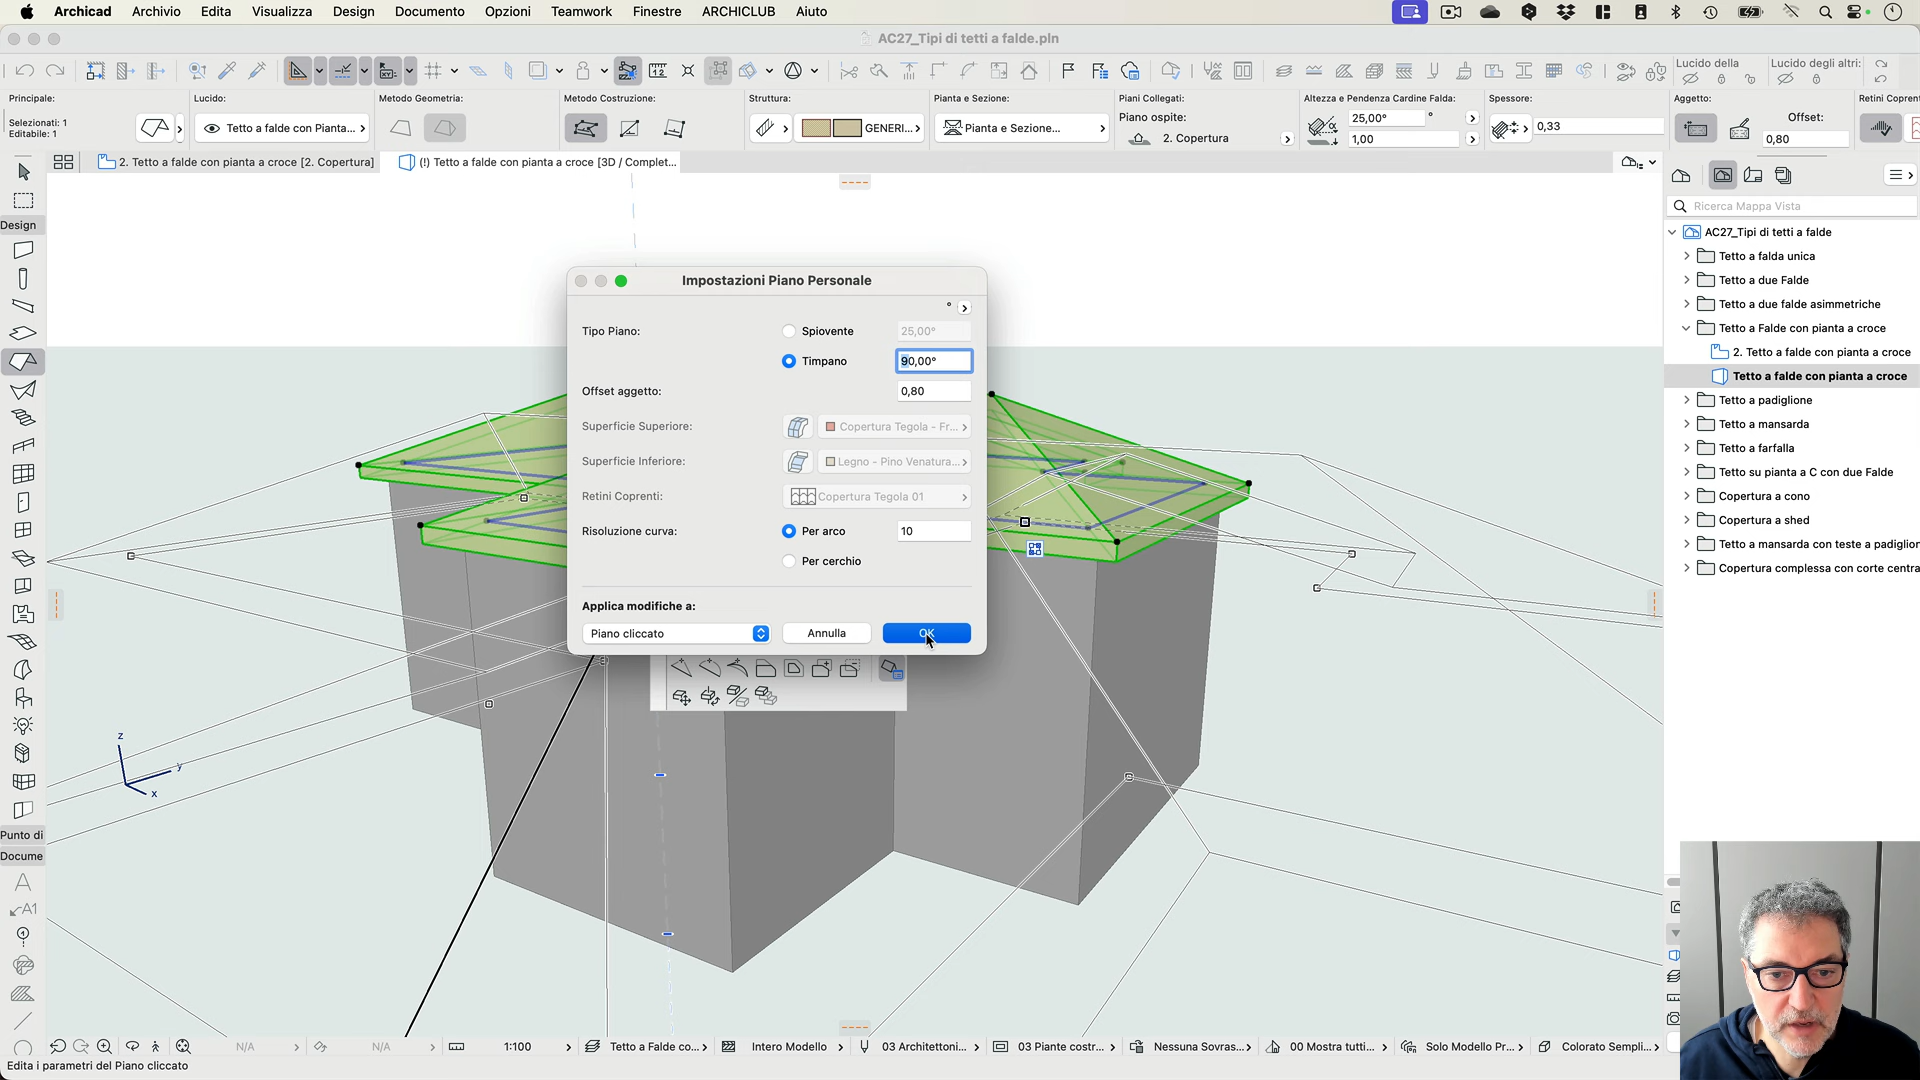 Archicad Archivio Edita Visualizza Design Documento Opzioni Teamwork Finestre ARCHICLUB Aiuto
AC27_Tipi di tetti a falde.pln
Lucido della
Lucido degli altri:
Principale:
Lucido:
Metodo Geometria:
Metodo Costruzione:
Struttura:
Pianta e Sezione:
Piani Collegati:
Altezza e Pendenza Cardine Falda:
Spessore:
Aggetto:
Retini Copren
Selezionati: 1
Editabile: 1
Tetto a falde con Pianta...
GENERI...
Pianta e Sezione...
Piano ospite:
2. Copertura
25,00°
°
1,00
0,33
Offset:
0,80
2. Tetto a falde con pianta a croce [2. Copertura]
(!) Tetto a falde con pianta a croce [3D / Complet...
Design
Punto di
Docume
A
A1
Impostazioni Piano Personale
°
Tipo Piano:
Spiovente
25,00°
Timpano
90,00°
Offset aggetto:
0,80
Superficie Superiore:
Copertura Tegola - Fr...
Superficie Inferiore:
Legno - Pino Venatura...
Retini Coprenti:
Copertura Tegola 01
Risoluzione curva:
Per arco
10
Per cerchio
Applica modifiche a:
Piano cliccato
Annulla
OK
z
y
x
Ricerca Mappa Vista
AC27_Tipi di tetti a falde
Tetto a falda unica
Tetto a due Falde
Tetto a due falde asimmetriche
Tetto a Falde con pianta a croce
2. Tetto a falde con pianta a croce
Tetto a falde con pianta a croce
Tetto a padiglione
Tetto a mansarda
Tetto a farfalla
Tetto su pianta a C con due Falde
Copertura a cono
Copertura a shed
Tetto a mansarda con teste a padiglion
Copertura complessa con corte centra
N/A
N/A
1:100
Tetto a Falde co...
Intero Modello
03 Architettoni...
03 Piante costr...
Nessuna Sovras...
00 Mostra tutti...
Solo Modello Pr...
Colorato Sempli...
Edita i parametri del Piano cliccato